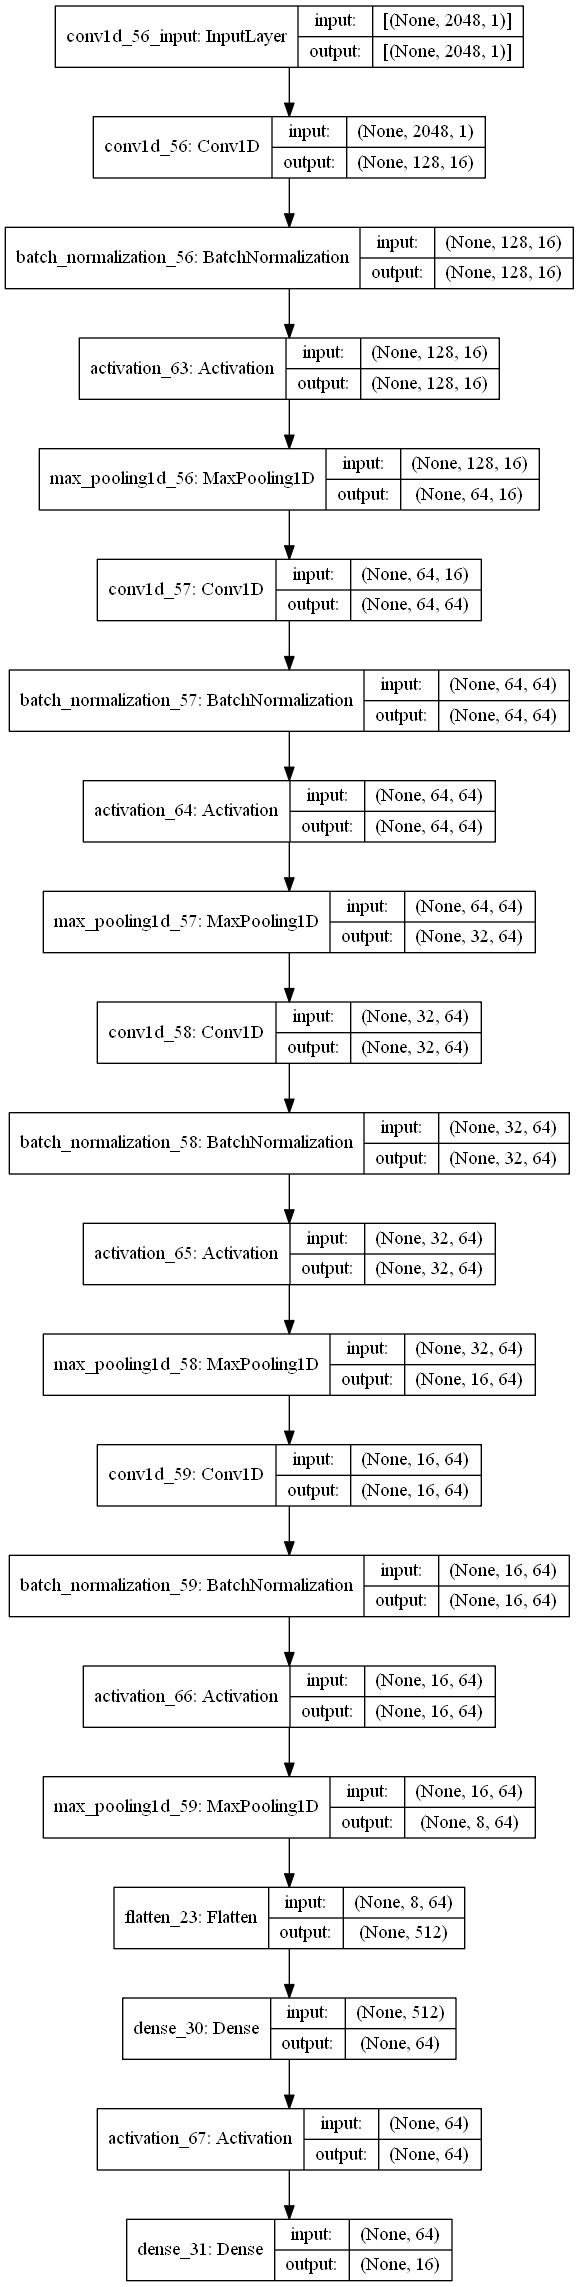 conv1d_56_input: InputLayer
input: [(None, 2048, 1)]
output: [(None, 2048, 1)]
conv1d_56: Conv1D
input: (None, 2048, 1)
output: (None, 128, 16)
batch_normalization_56: BatchNormalization
input: (None, 128, 16)
output: (None, 128, 16)
activation_63: Activation
input: (None, 128, 16)
output: (None, 128, 16)
max_pooling1d_56: MaxPooling1D
input: (None, 128, 16)
output: (None, 64, 16)
conv1d_57: Conv1D
input: (None, 64, 16)
output: (None, 64, 64)
batch_normalization_57: BatchNormalization
input: (None, 64, 64)
output: (None, 64, 64)
activation_64: Activation
input: (None, 64, 64)
output: (None, 64, 64)
max_pooling1d_57: MaxPooling1D
input: (None, 64, 64)
output: (None, 32, 64)
conv1d_58: Conv1D
input: (None, 32, 64)
output: (None, 32, 64)
batch_normalization_58: BatchNormalization
input: (None, 32, 64)
output: (None, 32, 64)
activation_65: Activation
input: (None, 32, 64)
output: (None, 32, 64)
max_pooling1d_58: MaxPooling1D
input: (None, 32, 64)
output: (None, 16, 64)
conv1d_59: Conv1D
input: (None, 16, 64)
output: (None, 16, 64)
batch_normalization_59: BatchNormalization
input: (None, 16, 64)
output: (None, 16, 64)
activation_66: Activation
input: (None, 16, 64)
output: (None, 16, 64)
max_pooling1d_59: MaxPooling1D
input: (None, 16, 64)
output: (None, 8, 64)
flatten_23: Flatten
input: (None, 8, 64)
output: (None, 512)
dense_30: Dense
input: (None, 512)
output: (None, 64)
activation_67: Activation
input: (None, 64)
output: (None, 64)
dense_31: Dense
input: (None, 64)
output: (None, 16)